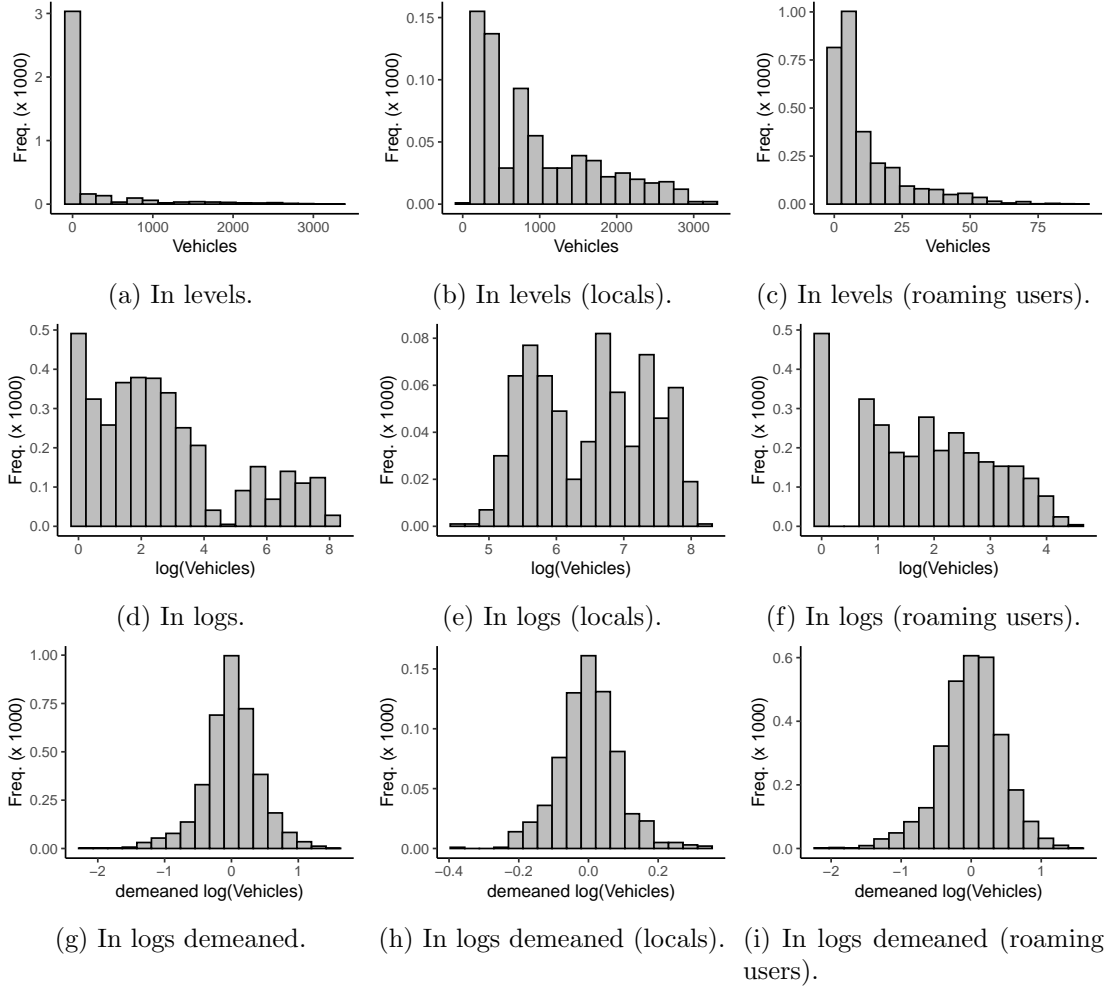 3
2
1
0
Freq. (x 1000)
0 1000 2000 3000
Vehicles
(a) In levels.
0.15
0.10
0.05
0.00
Freq. (x 1000)
0 1000 2000 3000
Vehicles
(b) In levels (locals).
1.00
0.75
0.50
0.25
0.00
Freq. (x 1000)
0 25 50 75
Vehicles
(c) In levels (roaming users).
0.5
0.4
0.3
0.2
0.1
0.0
Freq. (x 1000)
0 2 4 6 8
log(Vehicles)
(d) In logs.
0.08
0.06
0.04
0.02
0.00
Freq. (x 1000)
5 6 7 8
log(Vehicles)
(e) In logs (locals).
0.5
0.4
0.3
0.2
0.1
0.0
Freq. (x 1000)
0 1 2 3 4
log(Vehicles)
(f) In logs (roaming users).
1.00
0.75
0.50
0.25
0.00
Freq. (x 1000)
−2 −1 0 1
demeaned log(Vehicles)
(g) In logs demeaned.
0.15
0.10
0.05
0.00
Freq. (x 1000)
−0.4 −0.2 0.0 0.2
demeaned log(Vehicles)
(h) In logs demeaned (locals).
0.6
0.4
0.2
0.0
Freq. (x 1000)
−2 −1 0 1
demeaned log(Vehicles)
(i) In logs demeaned (roaming
users).